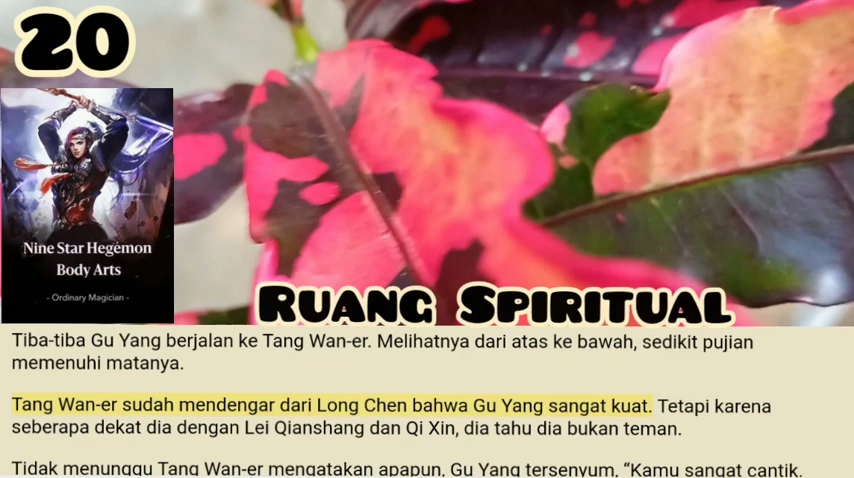 20
Nine Star Hegemon
Body Arts
- Ordinary Magician -
RUANG SPIRITUAL
Tiba-tiba Gu Yang berjalan ke Tang Wan-er. Melihatnya dari atas ke bawah, sedikit pujian
memenuhi matanya.
Tang Wan-er sudah mendengar dari Long Chen bahwa Gu Yang sangat kuat. Tetapi karena
seberapa dekat dia dengan Lei Qianshang dan Qi Xin, dia tahu dia bukan teman.
Tidak menunggu Tang Wan-er mengatakan apapun, Gu Yang tersenyum, “Kamu sangat cantik.